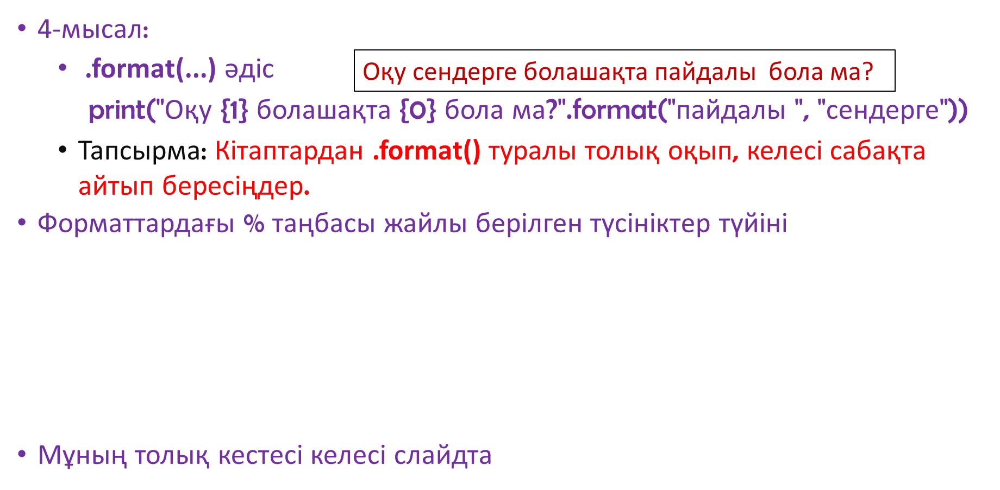 • 4-мысал:
• .format(...) әдіс
Оқу сендерге болашақта пайдалы  бола ма?
print("Оқу {1} болашақта {0} бола ма?".format("пайдалы ", "сендерге"))
• Тапсырма: Кітаптардан .format() туралы толық оқып, келесі сабақта
айтып бересіңдер.
• Форматтардағы % таңбасы жайлы берілген түсініктер түйіні
• Мұның толық кестесі келесі слайдта